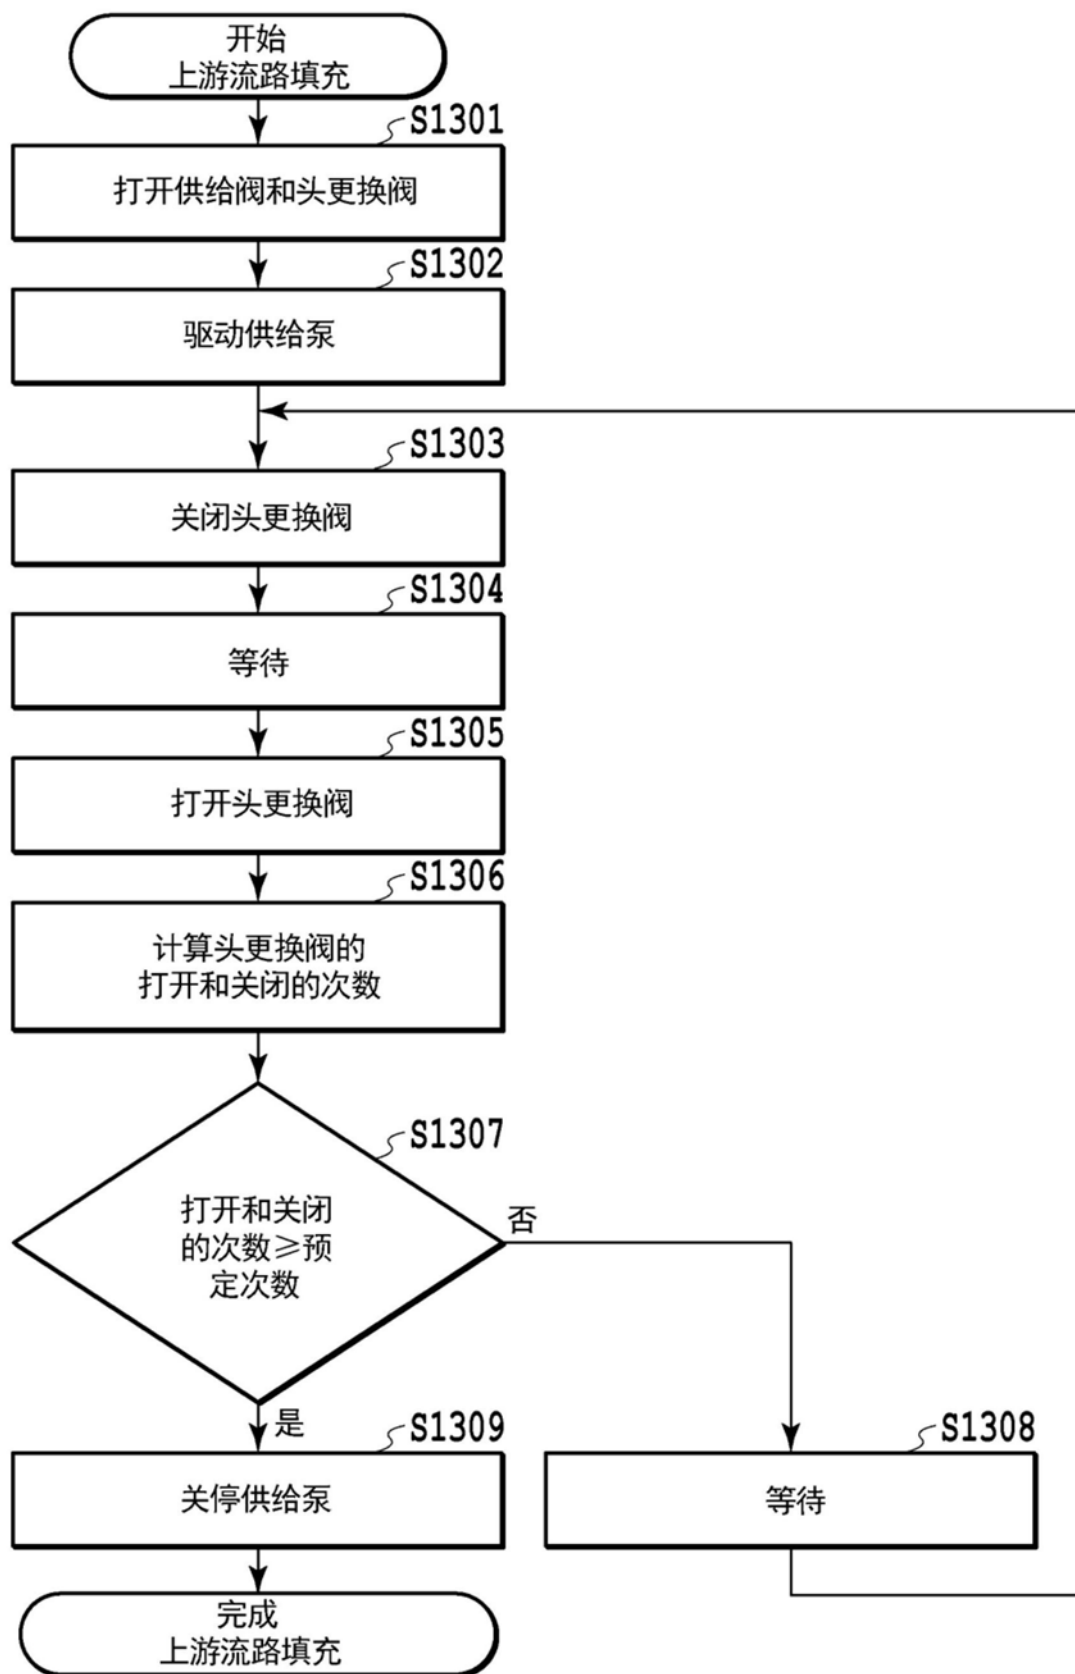 开始
上游流路填充
S1301
打开供给阀和头更换阀
S1302
驱动供给泵
S1303
关闭头更换阀
S1304
等待
S1305
打开头更换阀
S1306
计算头更换阀的
打开和关闭的次数
S1307
打开和关闭
的次数≥预
定次数
否
是
S1309
关停供给泵
S1308
等待
完成
上游流路填充